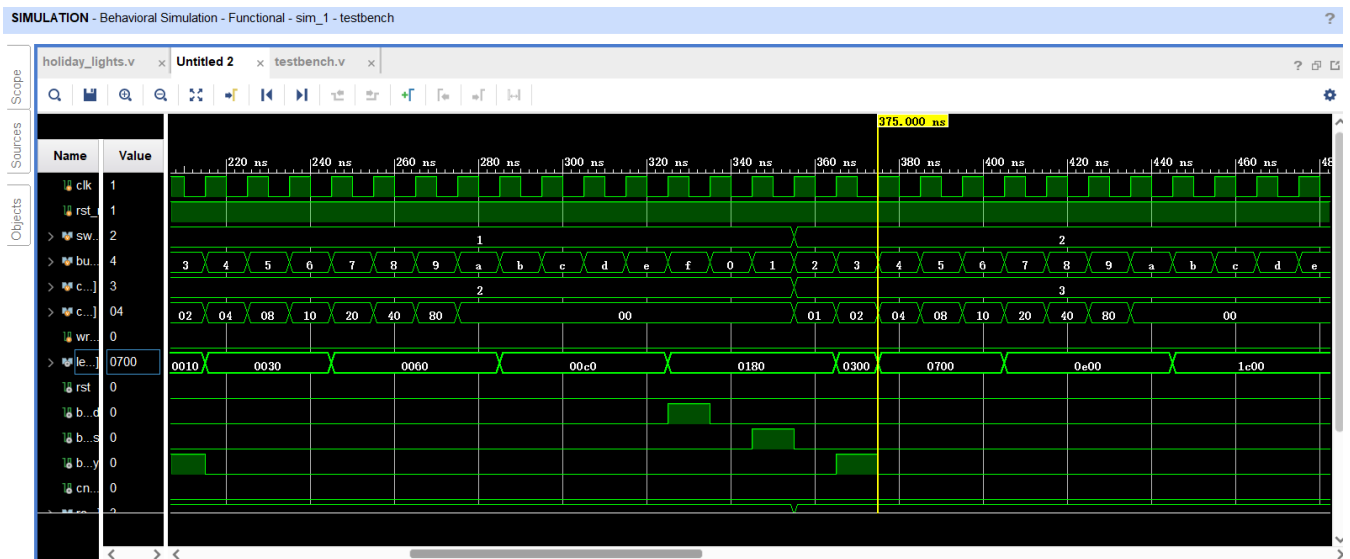 SIMULATION - Behavioral Simulation - Functional - sim_1 - testbench ?
Scope
Sources
Objects
holiday_lights.v × Untitled 2 × testbench.v ×
375.000 ns
Name Value
220 ns 240 ns 260 ns 280 ns 300 ns 320 ns 340 ns 360 ns 380 ns 400 ns 420 ns 440 ns 460 ns 48
clk 1
rst_ 1
sw... 2 1 2
bu... 4 3 4 5 6 7 8 9 a b c d e f 0 1 2 3 4 5 6 7 8 9 a b c d e
c...] 3 2 3
c...] 04 02 04 08 10 20 40 80 00 01 02 04 08 10 20 40 80 00
wr... 0
le...] 0700 0010 0030 0060 00c0 0180 0300 0700 0e00 1c00
rst 0
b...d 0
b...s 0
b...y 0
cn... 0